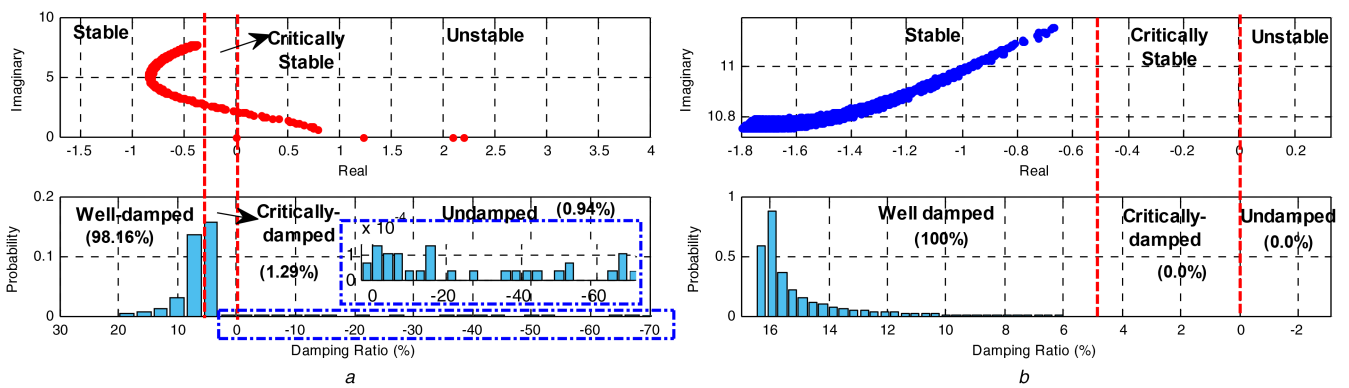 10
5
0
Imaginary
Stable
Critically
Stable
Unstable
-1.5 -1 -0.5 0 0.5 1 1.5 2 2.5 3 3.5 4
Real
0.2
0.1
0
Probability
Well-damped
(98.16%)
Critically-
damped
(1.29%)
Undamped (0.94%)
x 10 -4
1
0
0 -20 -40 -60
30 20 10 0 -10 -20 -30 -40 -50 -60 -70
Damping Ratio (%)
a
11
10.8
Imaginary
Stable
Critically
Stable
Unstable
-1.8 -1.6 -1.4 -1.2 -1 -0.8 -0.6 -0.4 -0.2 0 0.2
Real
1
0.5
0
Probability
Well damped
(100%)
Critically-
damped
(0.0%)
Undamped
(0.0%)
16 14 12 10 8 6 4 2 0 -2
Damping Ratio (%)
b